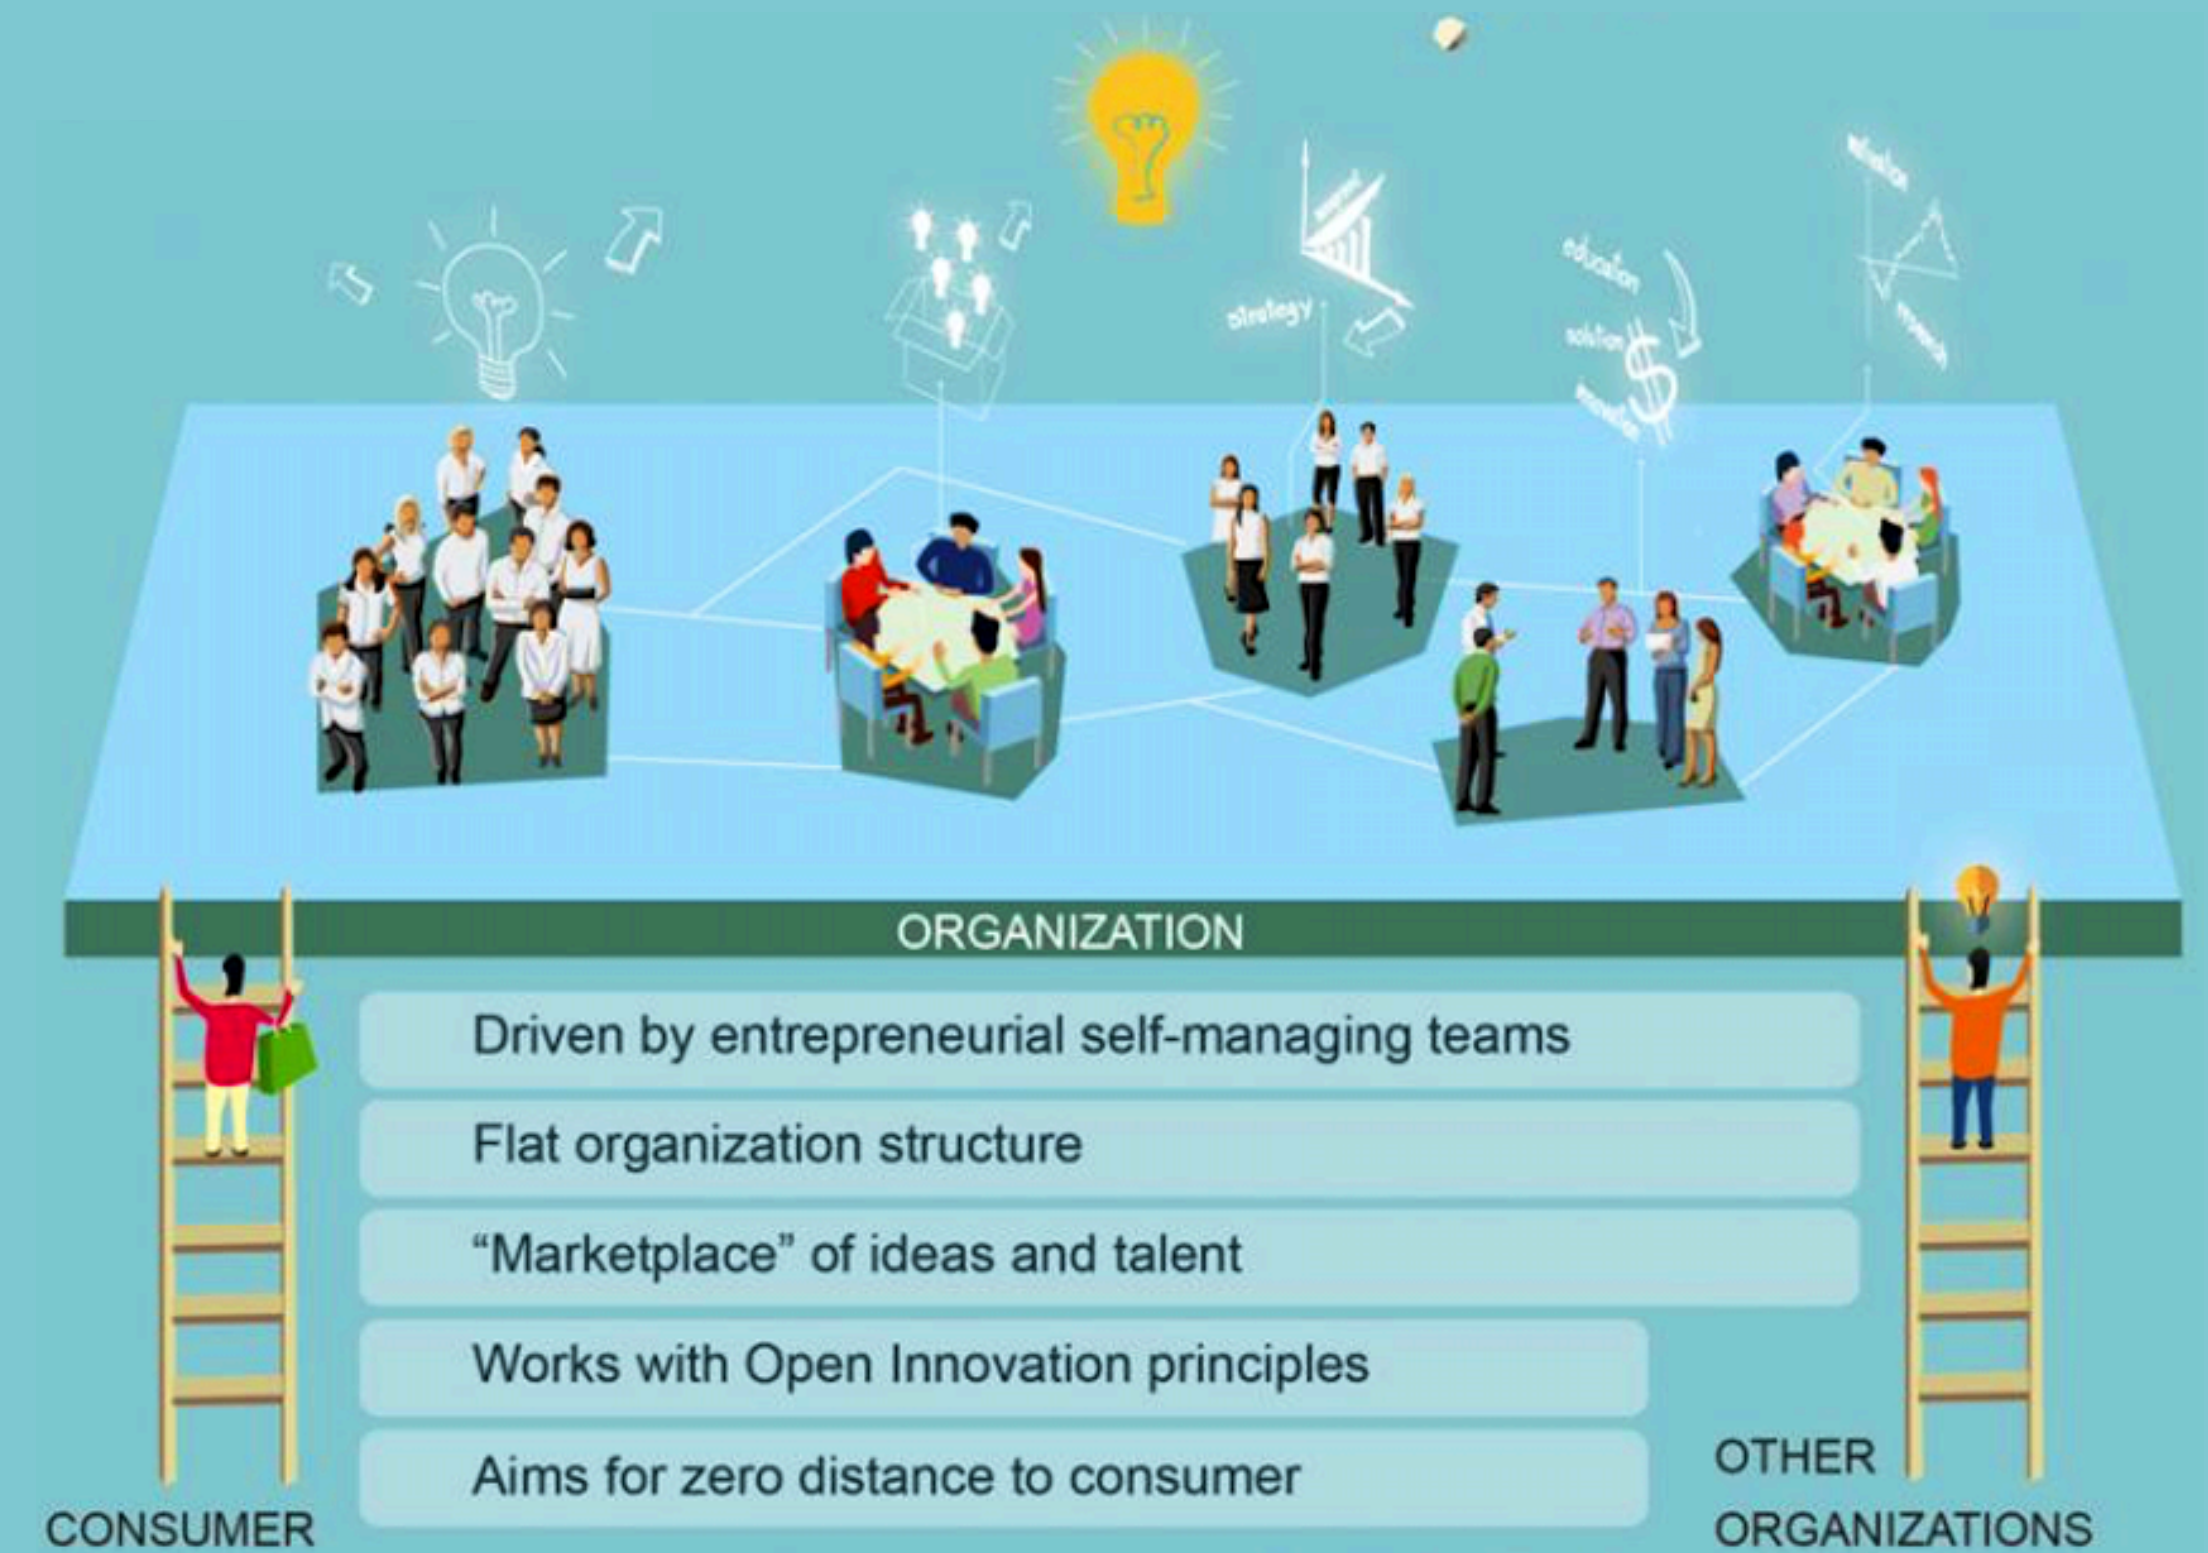 strategy
education
solution
ORGANIZATION
Driven by entrepreneurial self-managing teams
Flat organization structure
“Marketplace” of ideas and talent
Works with Open Innovation principles
Aims for zero distance to consumer
CONSUMER
OTHER
ORGANIZATIONS